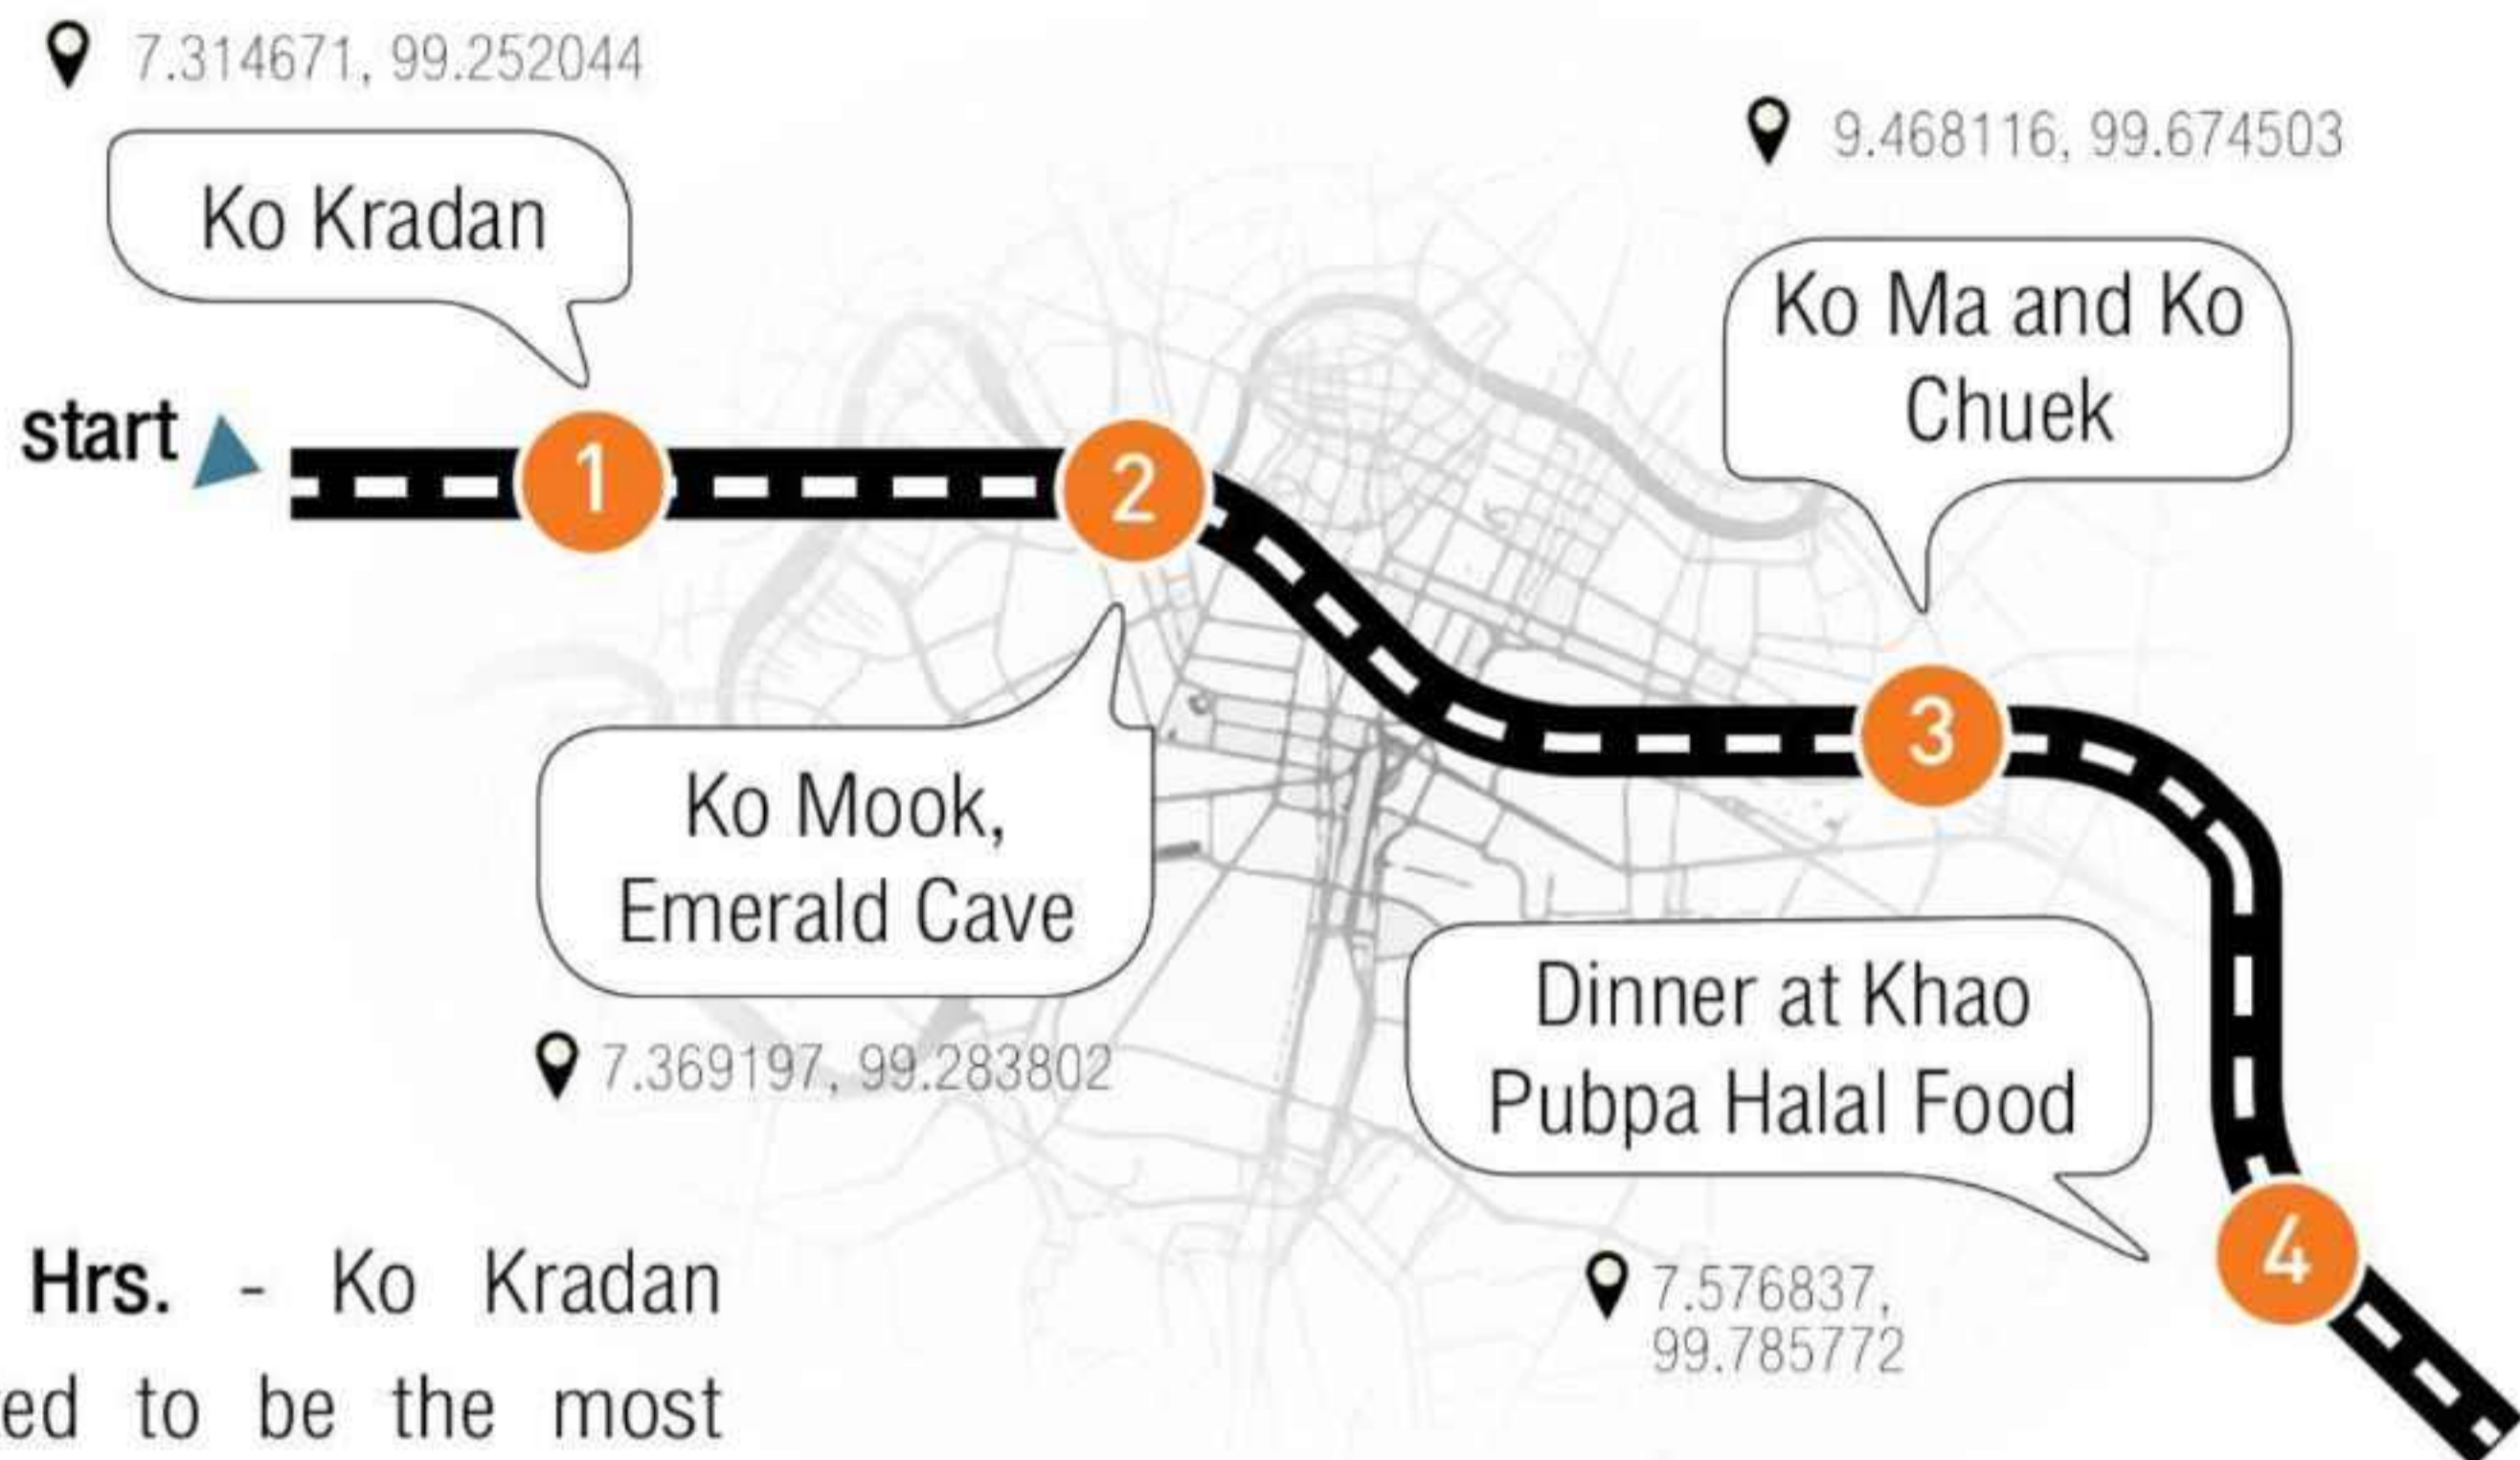 7.314671, 99.252044
Ko Kradan
9.468116, 99.674503
Ko Ma and Ko
Chuek
start
1
2
3
Ko Mook,
Emerald Cave
7.369197, 99.283802
Dinner at Khao
Pubpa Halal Food
4
7.576837,
99.785772
Hrs. - Ko Kradan
to be the most